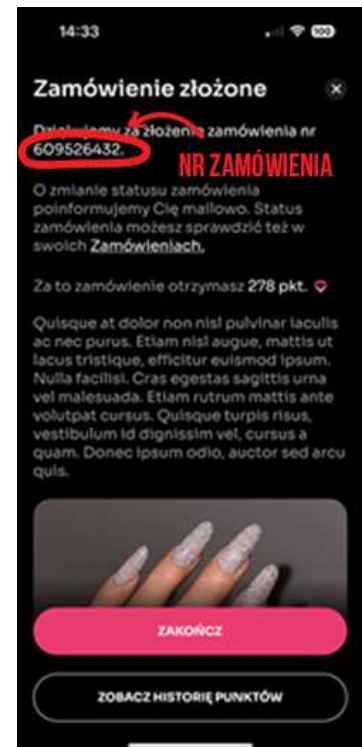 14:33
100
Zamówienie złożone
Dziękujemy za złożenie zamówienia nr
609526432.
NR ZAMÓWIENIA
O zmianie statusu zamówienia
poinformujemy Cię mailowo. Status
zamówienia możesz sprawdzić też w
swoich Zamówieniach.
Za to zamówienie otrzymasz 278 pkt.
Quisque at dolor non nisl pulvinar iaculis
ac nec purus. Etiam nisl augue, mattis ut
lacus tristique, efficitur euismod ipsum.
Nulla facilisi. Cras egestas sagittis urna
vel malesuada. Etiam rutrum mattis ante
volutpat cursus. Quisque turpis risus,
vestibulum id dignissim vel, cursus a
quam. Donec ipsum odio, auctor sed arcu
quis.
ZAKOŃCZ
ZOBACZ HISTORIĘ PUNKTÓW